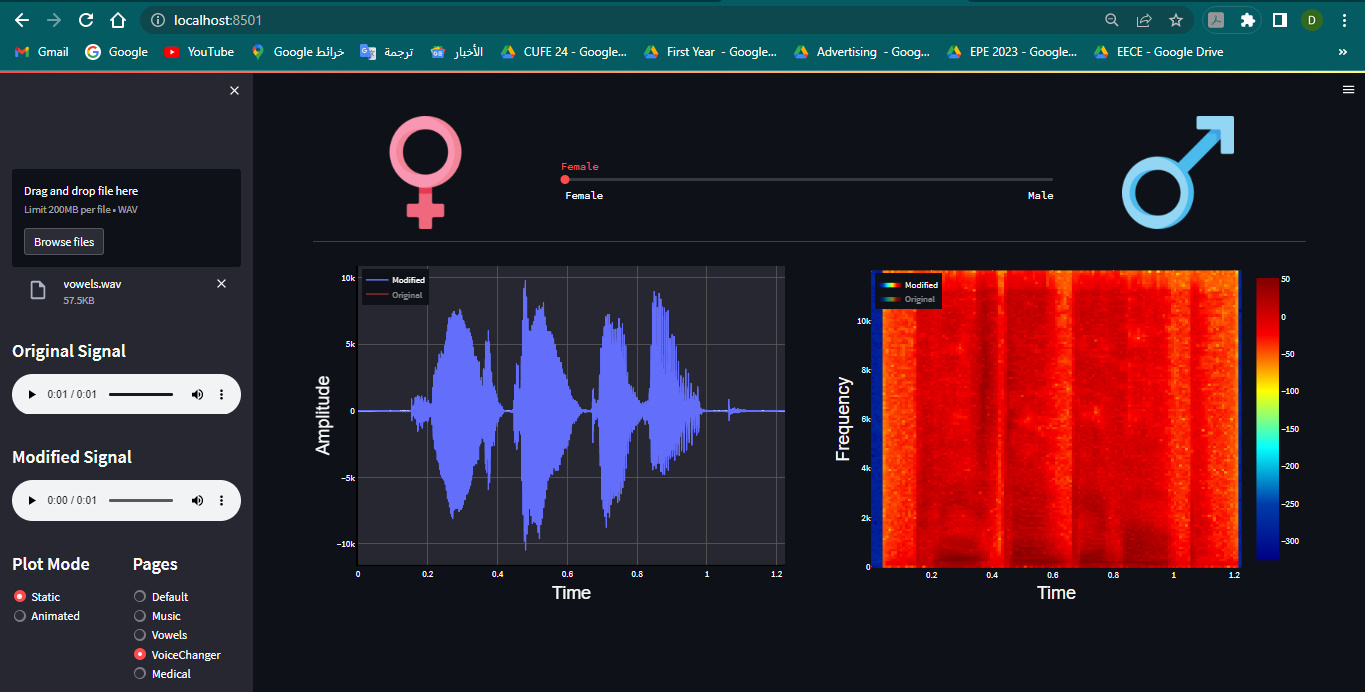 localhost:8501
D
Gmail
Google
YouTube
خرائط Google
ترجمة
الأخبار
CUFE 24 - Google...
First Year - Google...
Advertising - Goog...
EPE 2023 - Google...
EECE - Google Drive
»
Drag and drop file here
Limit 200MB per file • WAV
Browse files
vowels.wav
57.5KB
Original Signal
0:01 / 0:01
Modified Signal
0:00 / 0:01
Plot Mode
Static
Animated
Pages
Default
Music
Vowels
VoiceChanger
Medical
Female
Female
Male
Modified
Original
Amplitude
10k
5k
0
−5k
−10k
0
0.2
0.4
0.6
0.8
1
1.2
Time
Modified
Original
Frequency
10k
8k
6k
4k
2k
0
0.2
0.4
0.6
0.8
1
1.2
Time
50
0
−50
−100
−150
−200
−250
−300